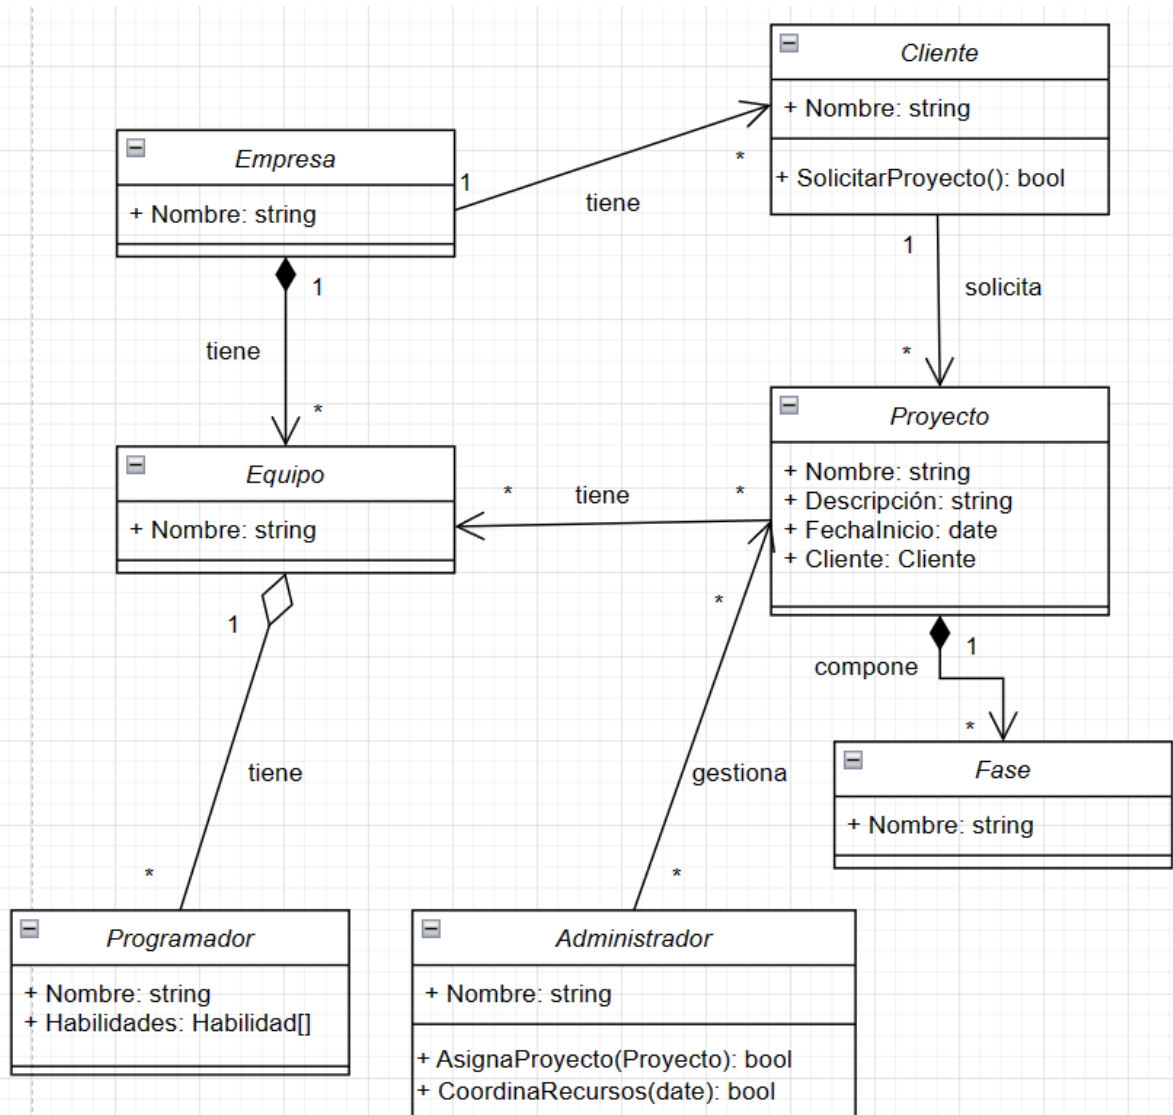 Cliente
+ Nombre: string
+ SolicitarProyecto(): bool
Empresa
+ Nombre: string
1
*
tiene
1
solicita
*
1
tiene
*
Equipo
+ Nombre: string
*
tiene
*
Proyecto
+ Nombre: string
+ Descripción: string
+ FechaInicio: date
+ Cliente: Cliente
1
tiene
*
*
gestiona
*
1
compone
*
Fase
+ Nombre: string
Programador
+ Nombre: string
+ Habilidades: Habilidad[]
Administrador
+ Nombre: string
+ AsignaProyecto(Proyecto): bool
+ CoordinaRecursos(date): bool